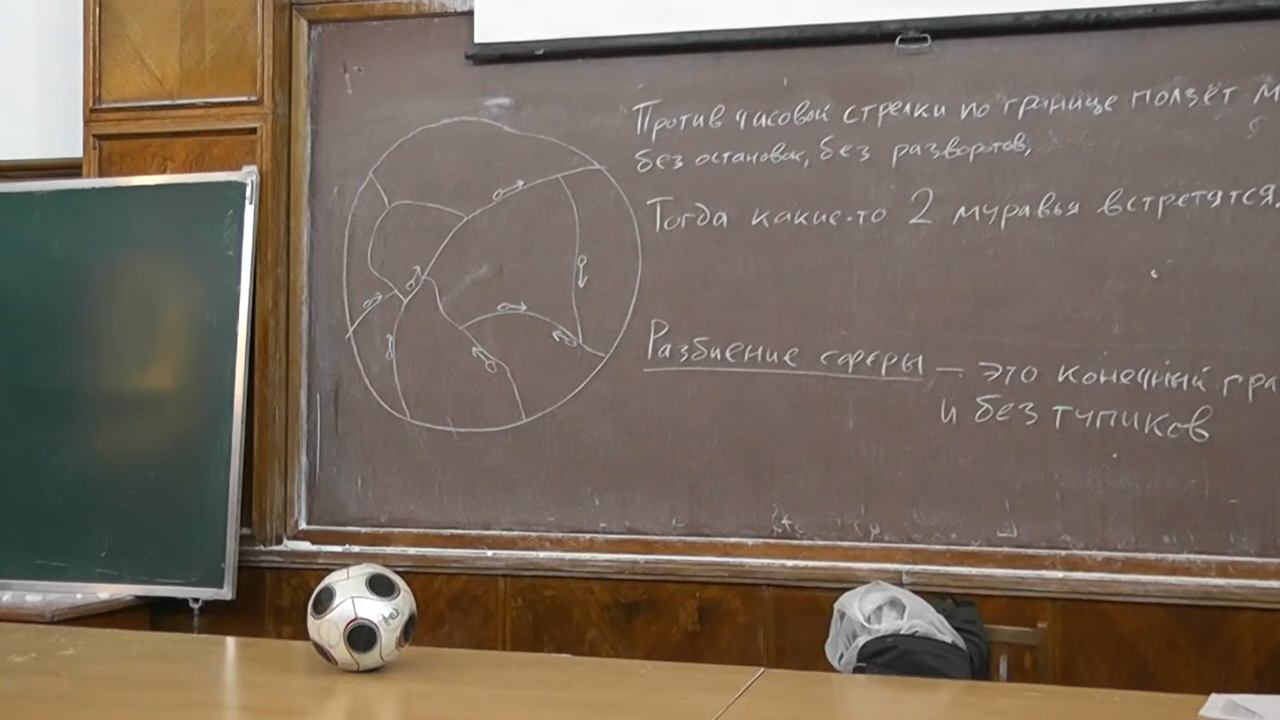 Против часовой стрелки по границе ползёт
без остановок, без разворотов,
Тогда какие-то 2 муравья встретятся.
Разбиение сферы — это конечный
и без тупиков